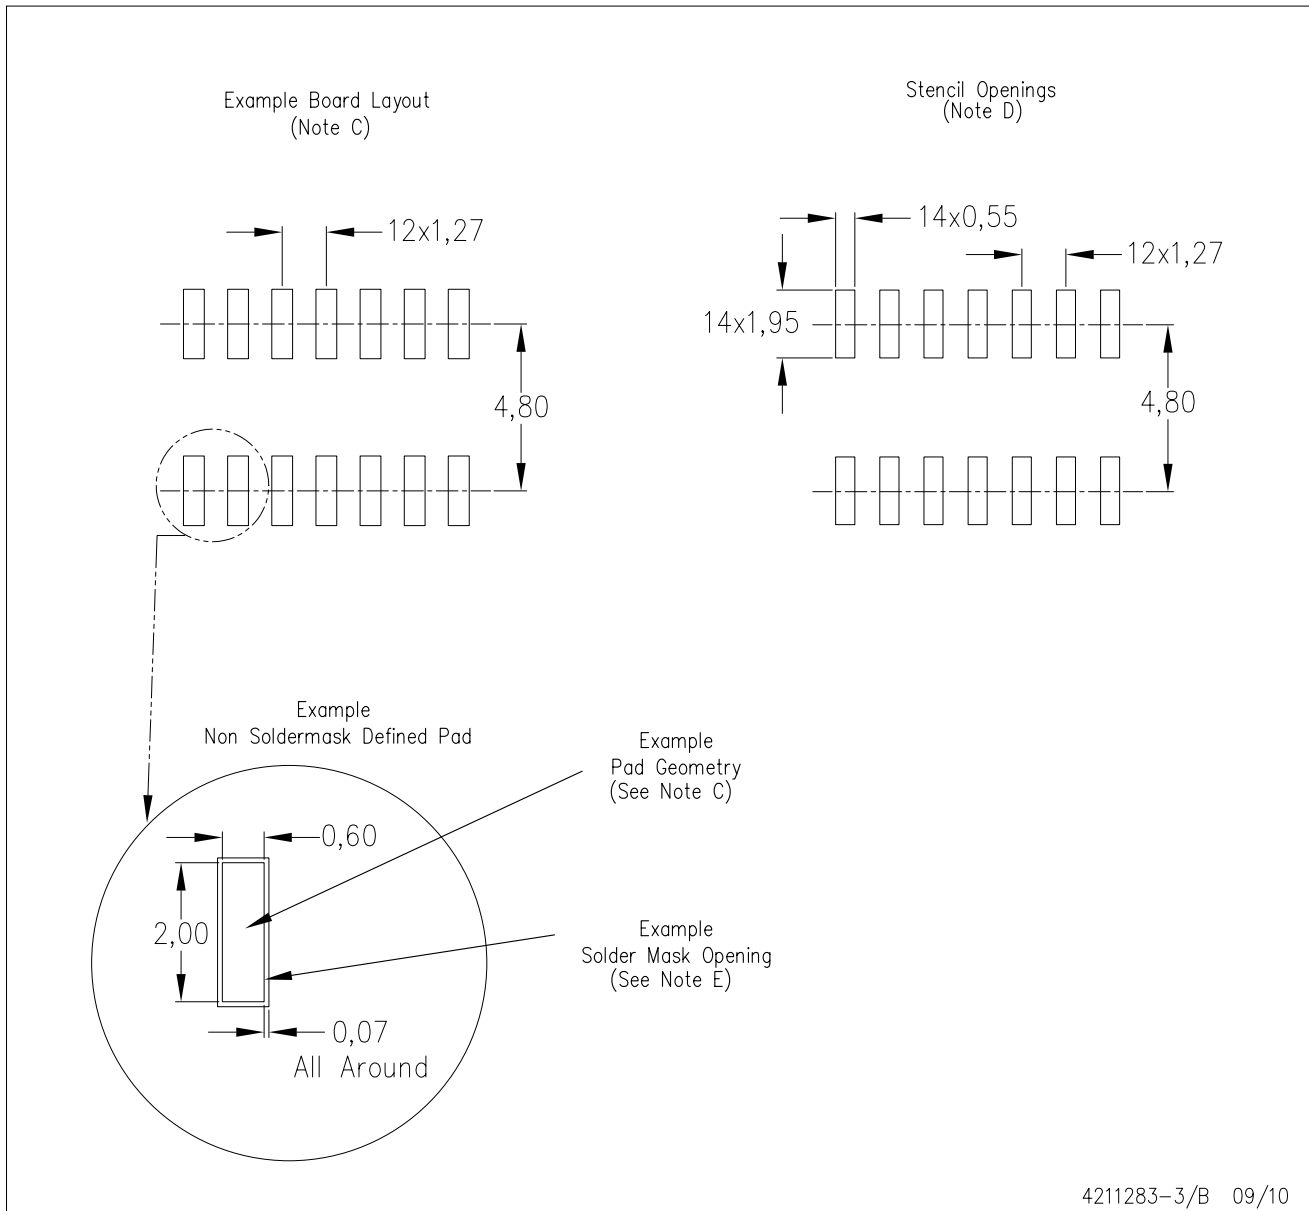 Example Board Layout
(Note C)
Stencil Openings
(Note D)
12x1,27
4,80
14x0,55
12x1,27
14x1,95
4,80
Example
Non Soldermask Defined Pad
Example
Pad Geometry
(See Note C)
0,60
2,00
Example
Solder Mask Opening
(See Note E)
0,07
All Around
4211283-3/B 09/10